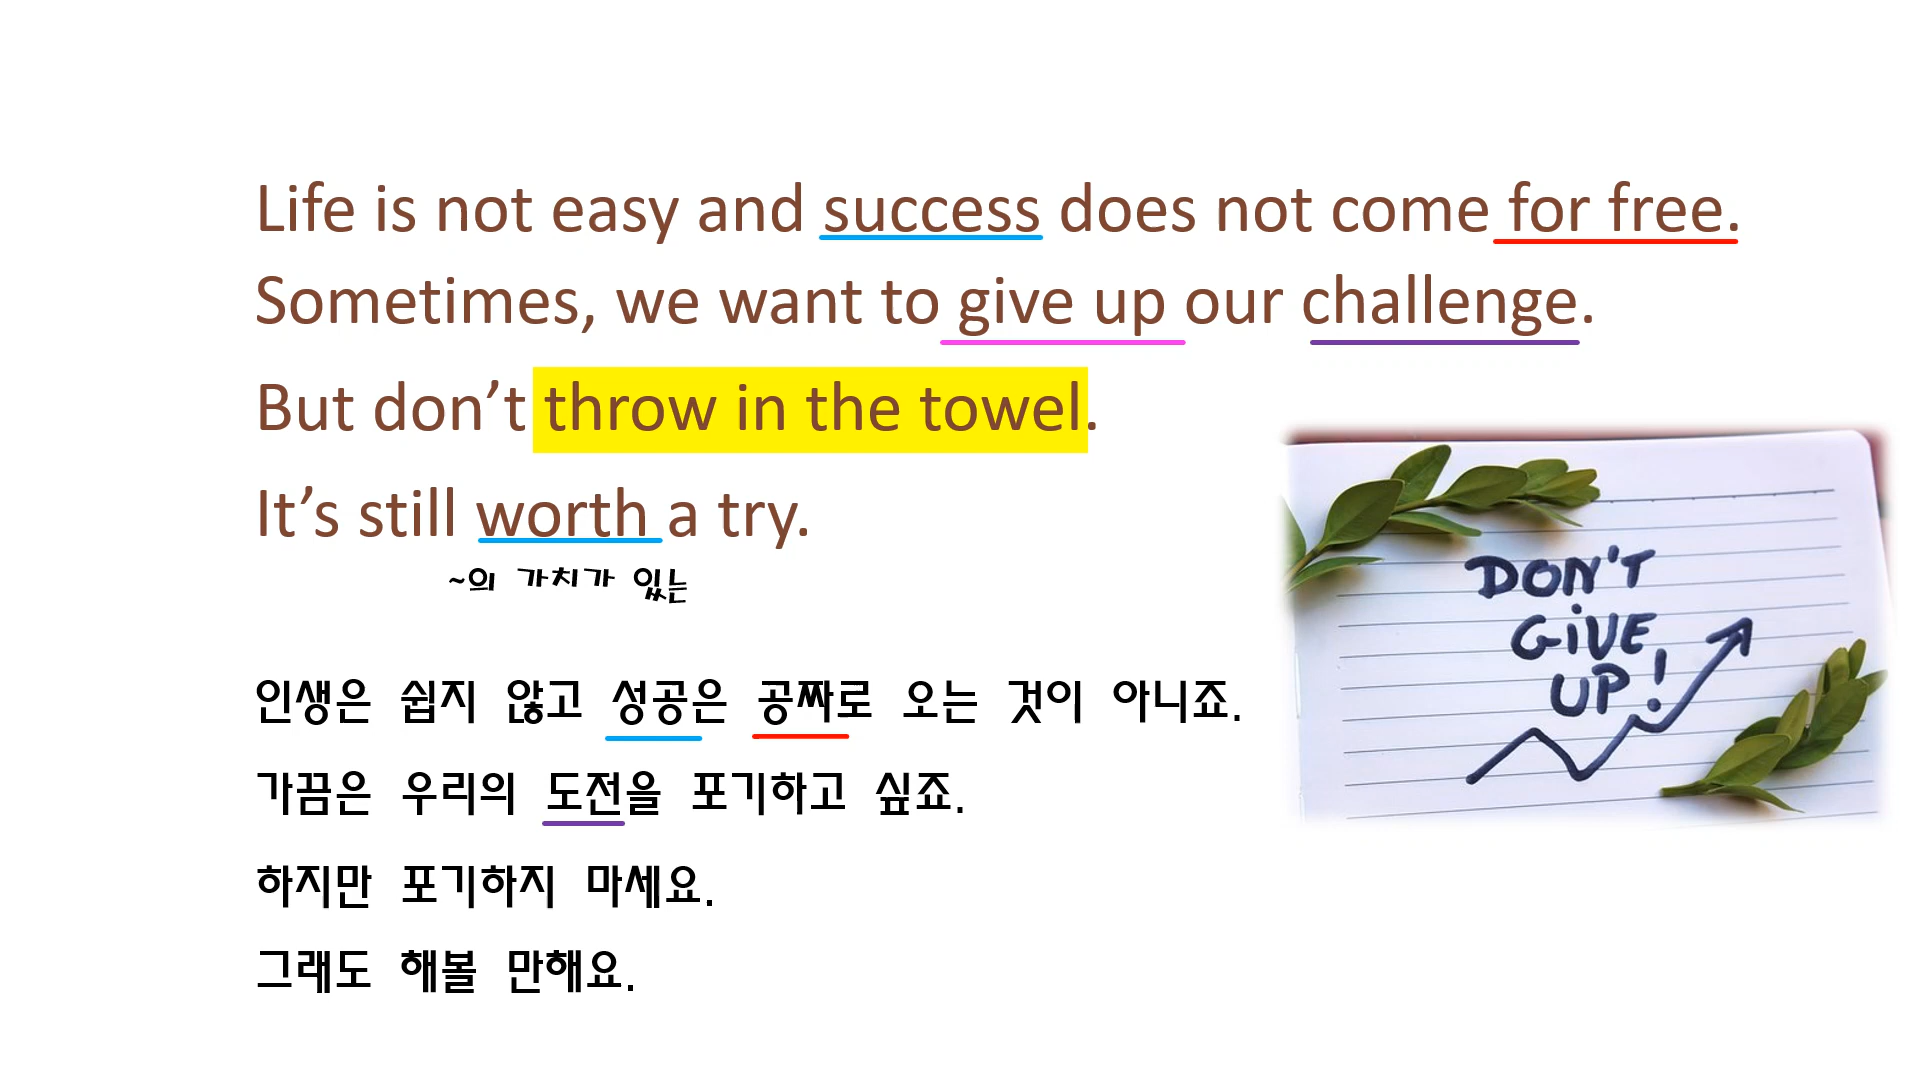 Life is not easy and success does not come for free.
Sometimes, we want to give up our challenge.
But don’t throw in the towel.
It’s still worth a try.
~의 가치가 있는
인생은 쉽지 않고 성공은 공짜로 오는 것이 아니죠.
가끔은 우리의 도전을 포기하고 싶죠.
하지만 포기하지 마세요.
그래도 해볼 만해요.
DON'T
GiVE
UP!